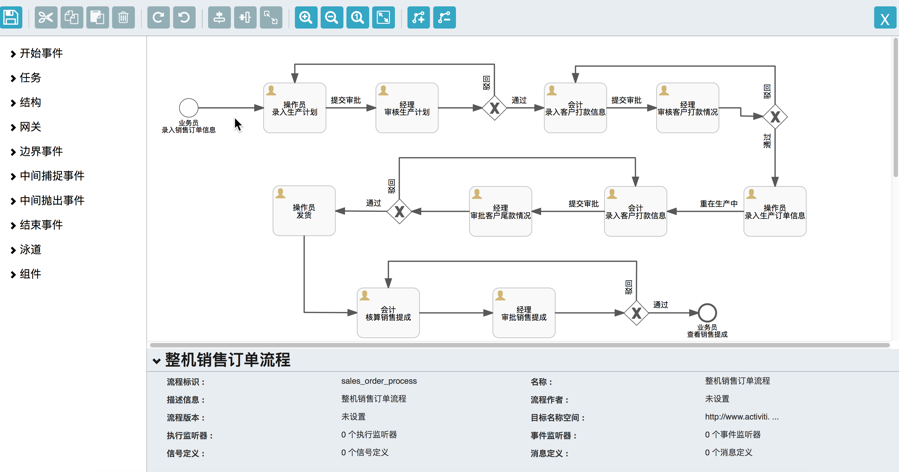 X
开始事件
任务
结构
网关
边界事件
中间捕捉事件
中间抛出事件
结束事件
泳道
组件
业务员
录入销售订单信息
操作员
录入生产计划
提交审批
经理
审核生产计划
驳回
X
通过
会计
录入客户打款信息
提交审批
经理
审核客户打款情况
驳回
X
通过
操作员
录入生产订单信息
重在生产中
会计
录入客户打款信息
提交审批
经理
审批客户尾款情况
驳回
X
通过
操作员
发货
会计
核算销售提成
经理
审批销售提成
驳回
X
通过
业务员
查看销售提成
整机销售订单流程
流程标识： sales_order_process 名称： 整机销售订单流程
描述信息： 整机销售订单流程 流程作者： 未设置
流程版本： 未设置 目标名称空间： http://www.activiti. ...
执行监听器： 0 个执行监听器 事件监听器： 0 个事件监听器
信号定义： 0 个信号定义 消息定义： 0 个消息定义